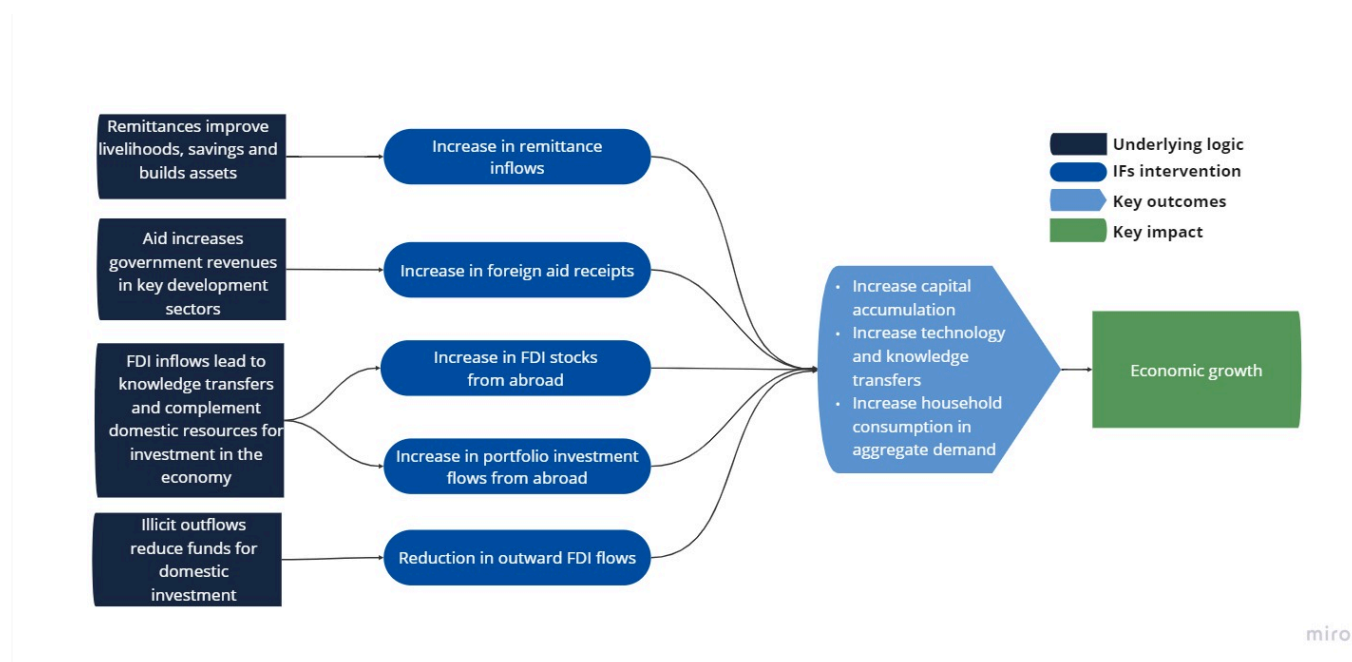 Remittances improve
livelihoods, savings and
builds assets
Aid increases
government revenues
in key development
sectors
FDI inflows lead to
knowledge transfers
and complement
domestic resources for
investment in the
economy
Illicit outflows
reduce funds for
domestic
investment
Increase in remittance
inflows
Increase in foreign aid receipts
Increase in FDI stocks
from abroad
Increase in portfolio investment
flows from abroad
Reduction in outward FDI flows
• Increase capital
accumulation
• Increase technology
and knowledge
transfers
• Increase household
consumption in
aggregate demand
Economic growth
Underlying logic
IFs intervention
Key outcomes
Key impact
miro